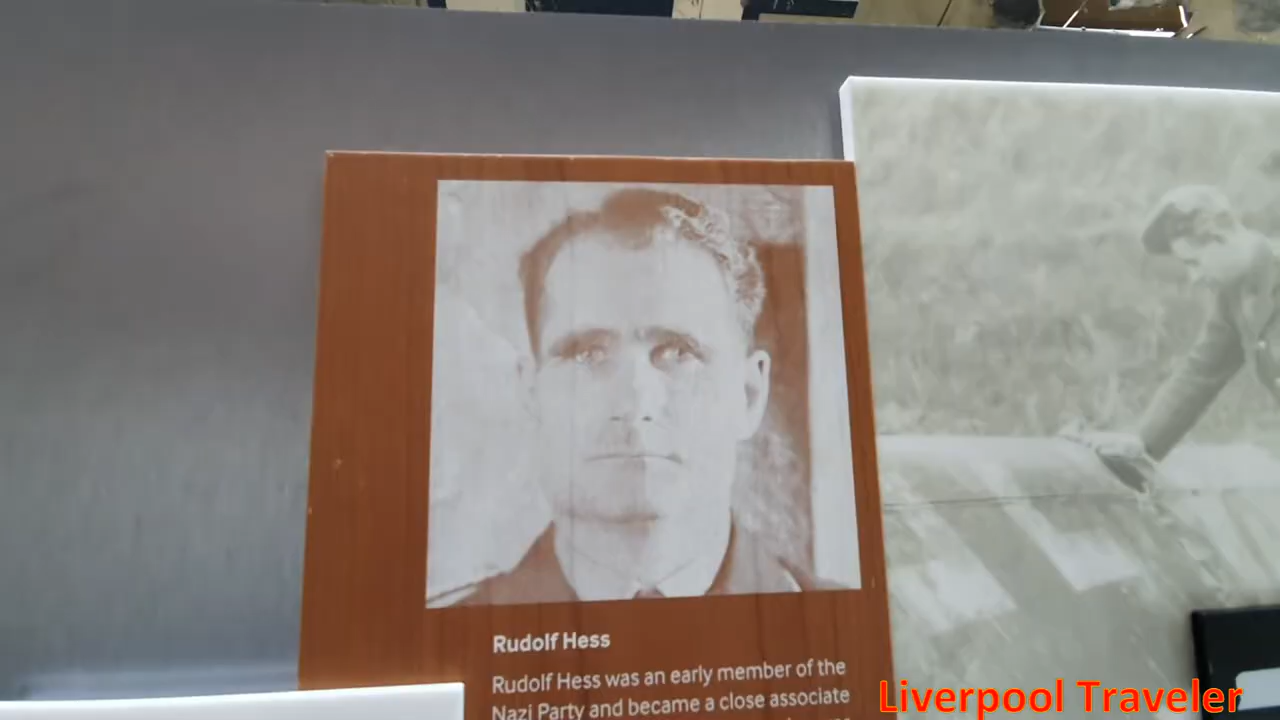 Rudolf Hess
Rudolf Hess was an early member of the
Nazi Party and became a close associate
Liverpool Traveler